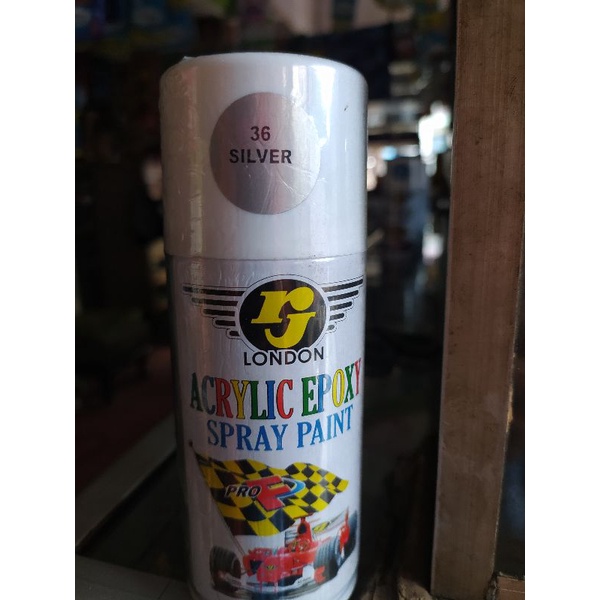 36
SILVER
rj
LONDON
ACRYLIC EPOXY
SPRAY PAINT
PRO F